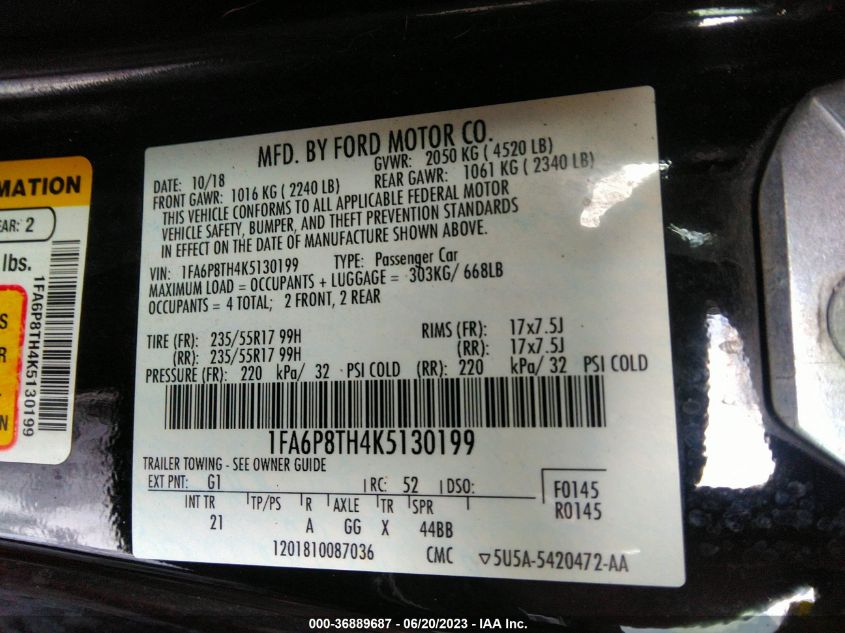 MATION
EAR: 2
lbs.
S
TO
IN
ON
1FA6P8TH4K5130199
MFD. BY FORD MOTOR CO.
DATE: 10/18 GVWR: 2050 KG ( 4520 LB)
FRONT GAWR: 1016 KG ( 2240 LB) REAR GAWR: 1061 KG ( 2340 LB)
THIS VEHICLE CONFORMS TO ALL APPLICABLE FEDERAL MOTOR
VEHICLE SAFETY, BUMPER, AND THEFT PREVENTION STANDARDS
IN EFFECT ON THE DATE OF MANUFACTURE SHOWN ABOVE.
VIN: 1FA6P8TH4K5130199 TYPE: Passenger Car
MAXIMUM LOAD = OCCUPANTS + LUGGAGE = 303KG/ 668LB
OCCUPANTS = 4 TOTAL; 2 FRONT, 2 REAR
TIRE (FR): 235/55R17 99H RIMS (FR): 17x7.5J
(RR): 235/55R17 99H (RR): 17x7.5J
PRESSURE (FR): 220 kPa/ 32 PSI COLD (RR): 220 kPa/ 32 PSI COLD
1FA6P8TH4K5130199
TRAILER TOWING - SEE OWNER GUIDE
EXT PNT: G1 RC: 52 DSO: F0145
INT TR TP/PS R AXLE TR SPR R0145
21 A GG X 44BB
1201810087036 CMC ▽5U5A-5420472-AA
000-36889687 - 06/20/2023 - IAA Inc.